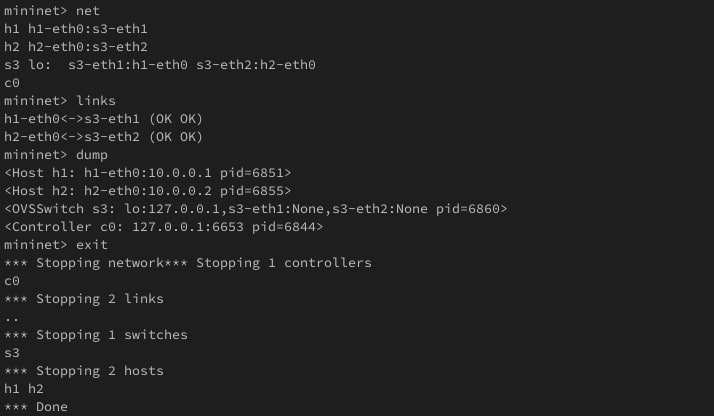 mininet> net
h1 h1-eth0:s3-eth1
h2 h2-eth0:s3-eth2
s3 lo:  s3-eth1:h1-eth0 s3-eth2:h2-eth0
c0
mininet> links
h1-eth0<->s3-eth1 (OK OK)
h2-eth0<->s3-eth2 (OK OK)
mininet> dump
<Host h1: h1-eth0:10.0.0.1 pid=6851>
<Host h2: h2-eth0:10.0.0.2 pid=6855>
<OVSSwitch s3: lo:127.0.0.1,s3-eth1:None,s3-eth2:None pid=6860>
<Controller c0: 127.0.0.1:6653 pid=6844>
mininet> exit
*** Stopping network*** Stopping 1 controllers
c0
*** Stopping 2 links
..
*** Stopping 1 switches
s3
*** Stopping 2 hosts
h1 h2
*** Done